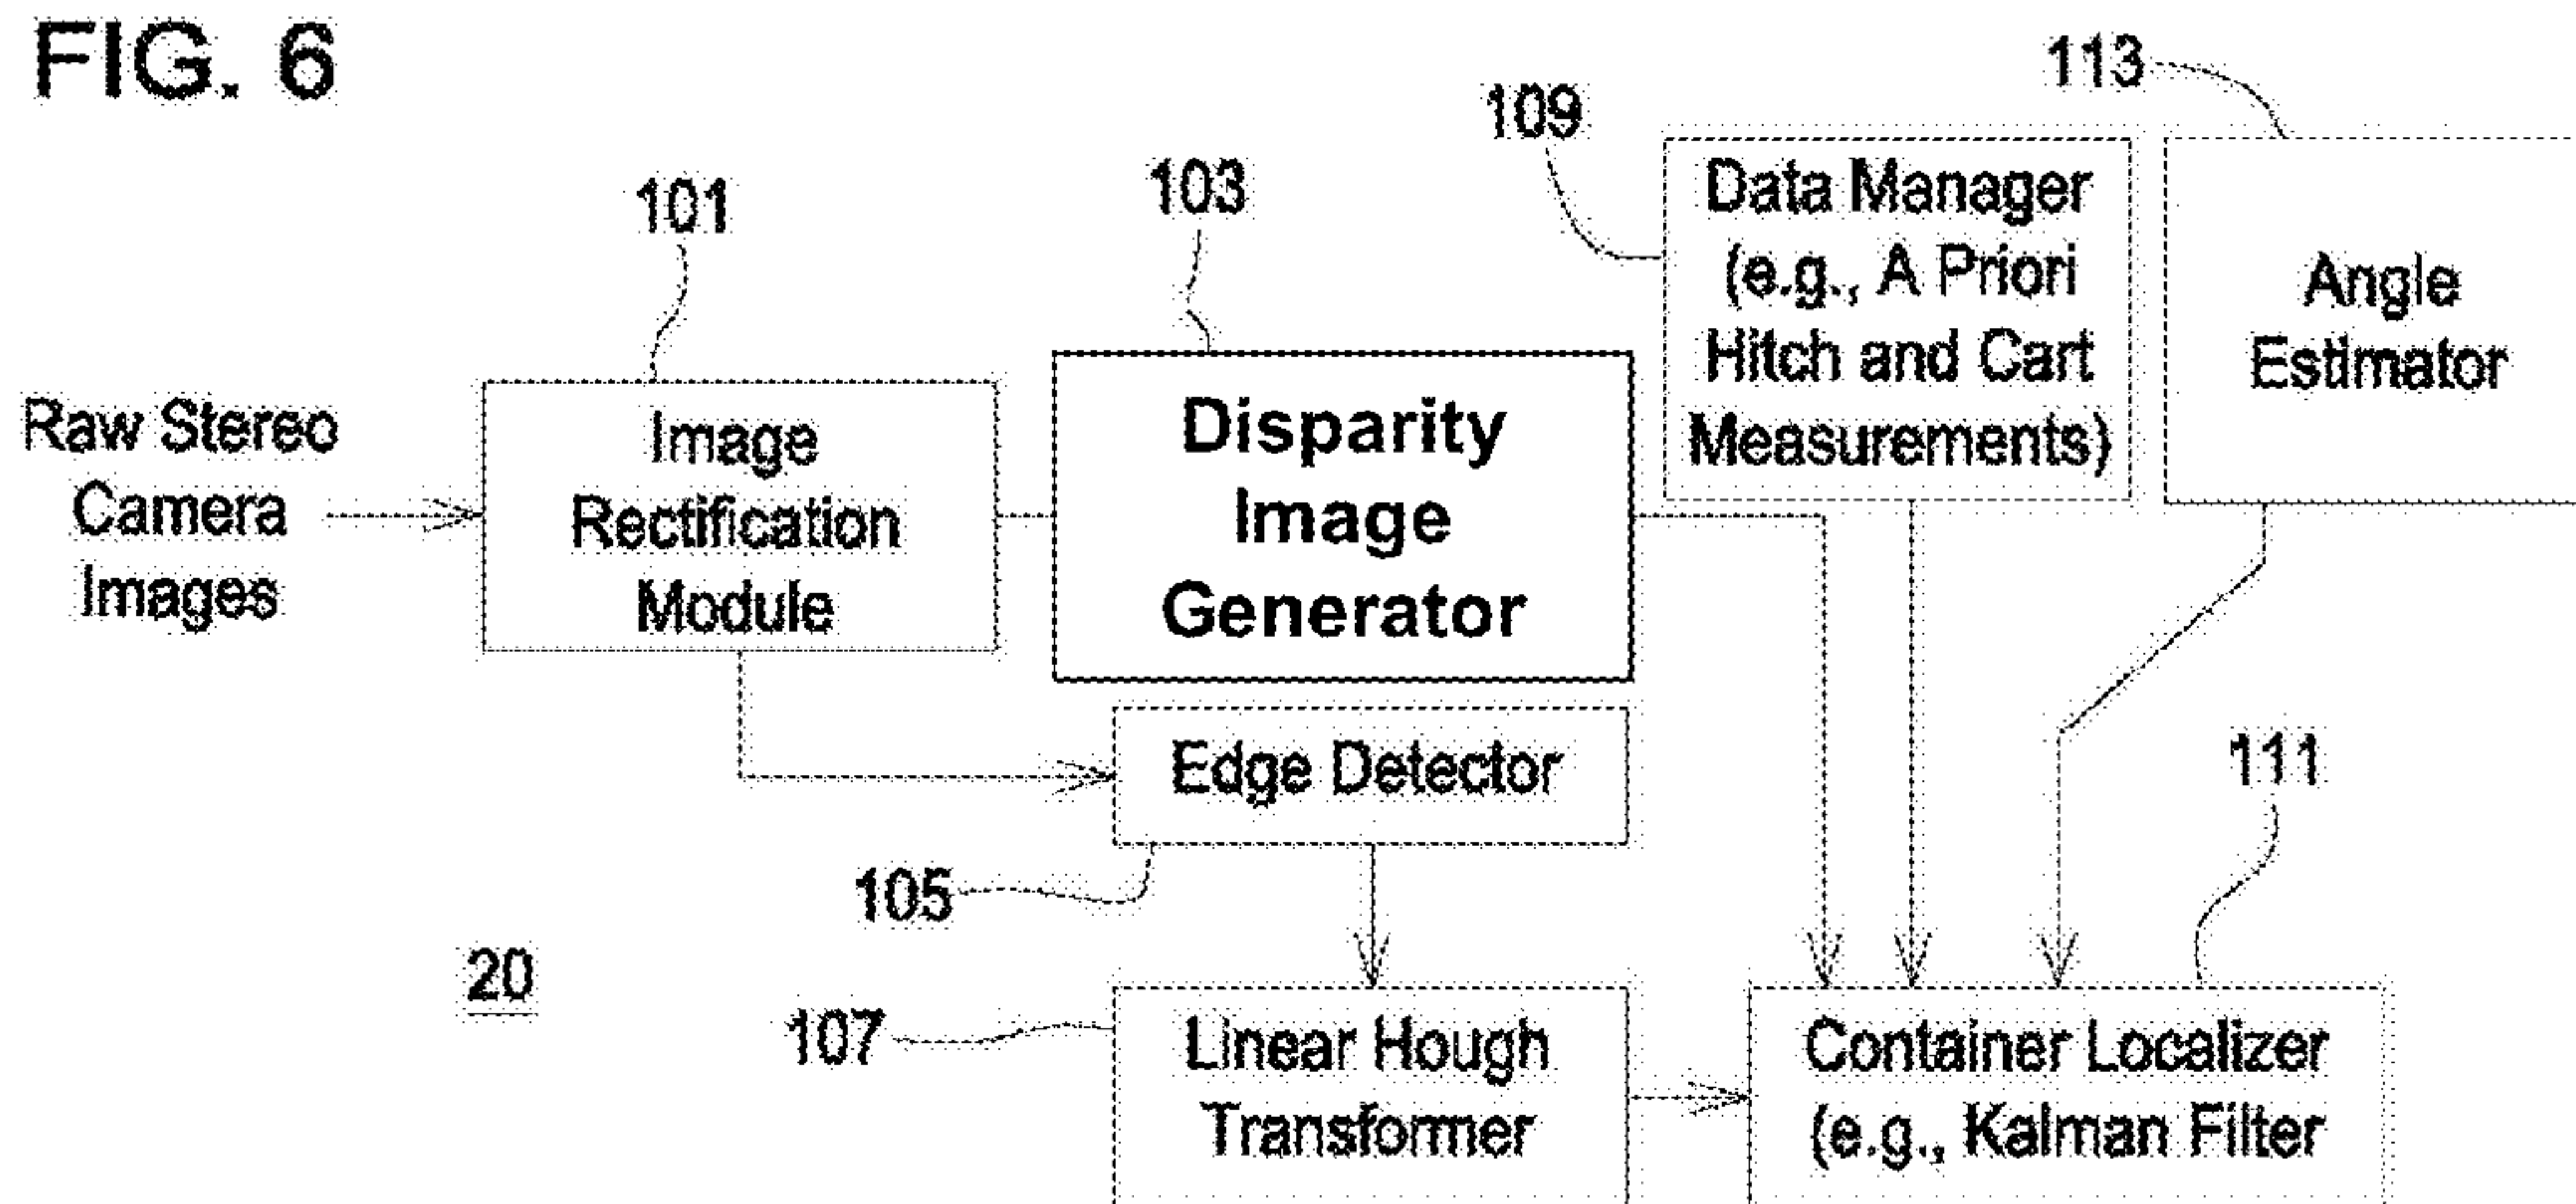 FIG. 6
113
109
103
101
Data Manager
(e.g., A Priori
Hitch and Cart
Measurements)
Angle
Estimator
Raw Stereo
Camera
Images
Image
Rectification
Module
Disparity
Image
Generator
Edge Detector
111
105
20
107
Linear Hough
Transformer
Container Localizer
(e.g., Kalman Filter